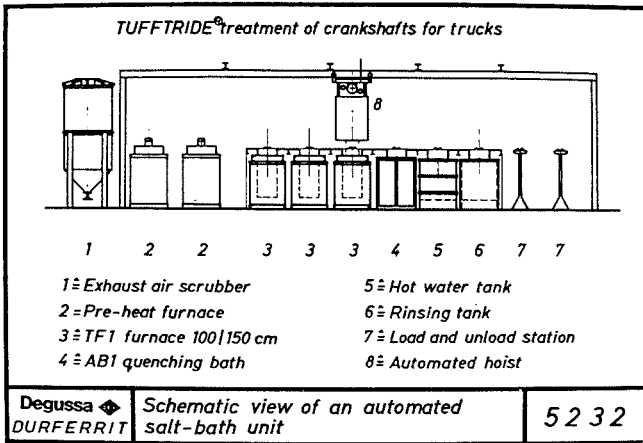 TUFFTRIDE® treatment of crankshafts for trucks
8
1 2 2 3 3 3 4 5 6 7 7
1 ≙ Exhaust air scrubber
2 = Pre-heat furnace
3 ≙ TF1 furnace 100/150 cm
4 ≙ AB1 quenching bath
5 ≙ Hot water tank
6 ≙ Rinsing tank
7 ≙ Load and unload station
8 ≙ Automated hoist
Degussa
DURFERRIT
Schematic view of an automated
salt-bath unit
5232